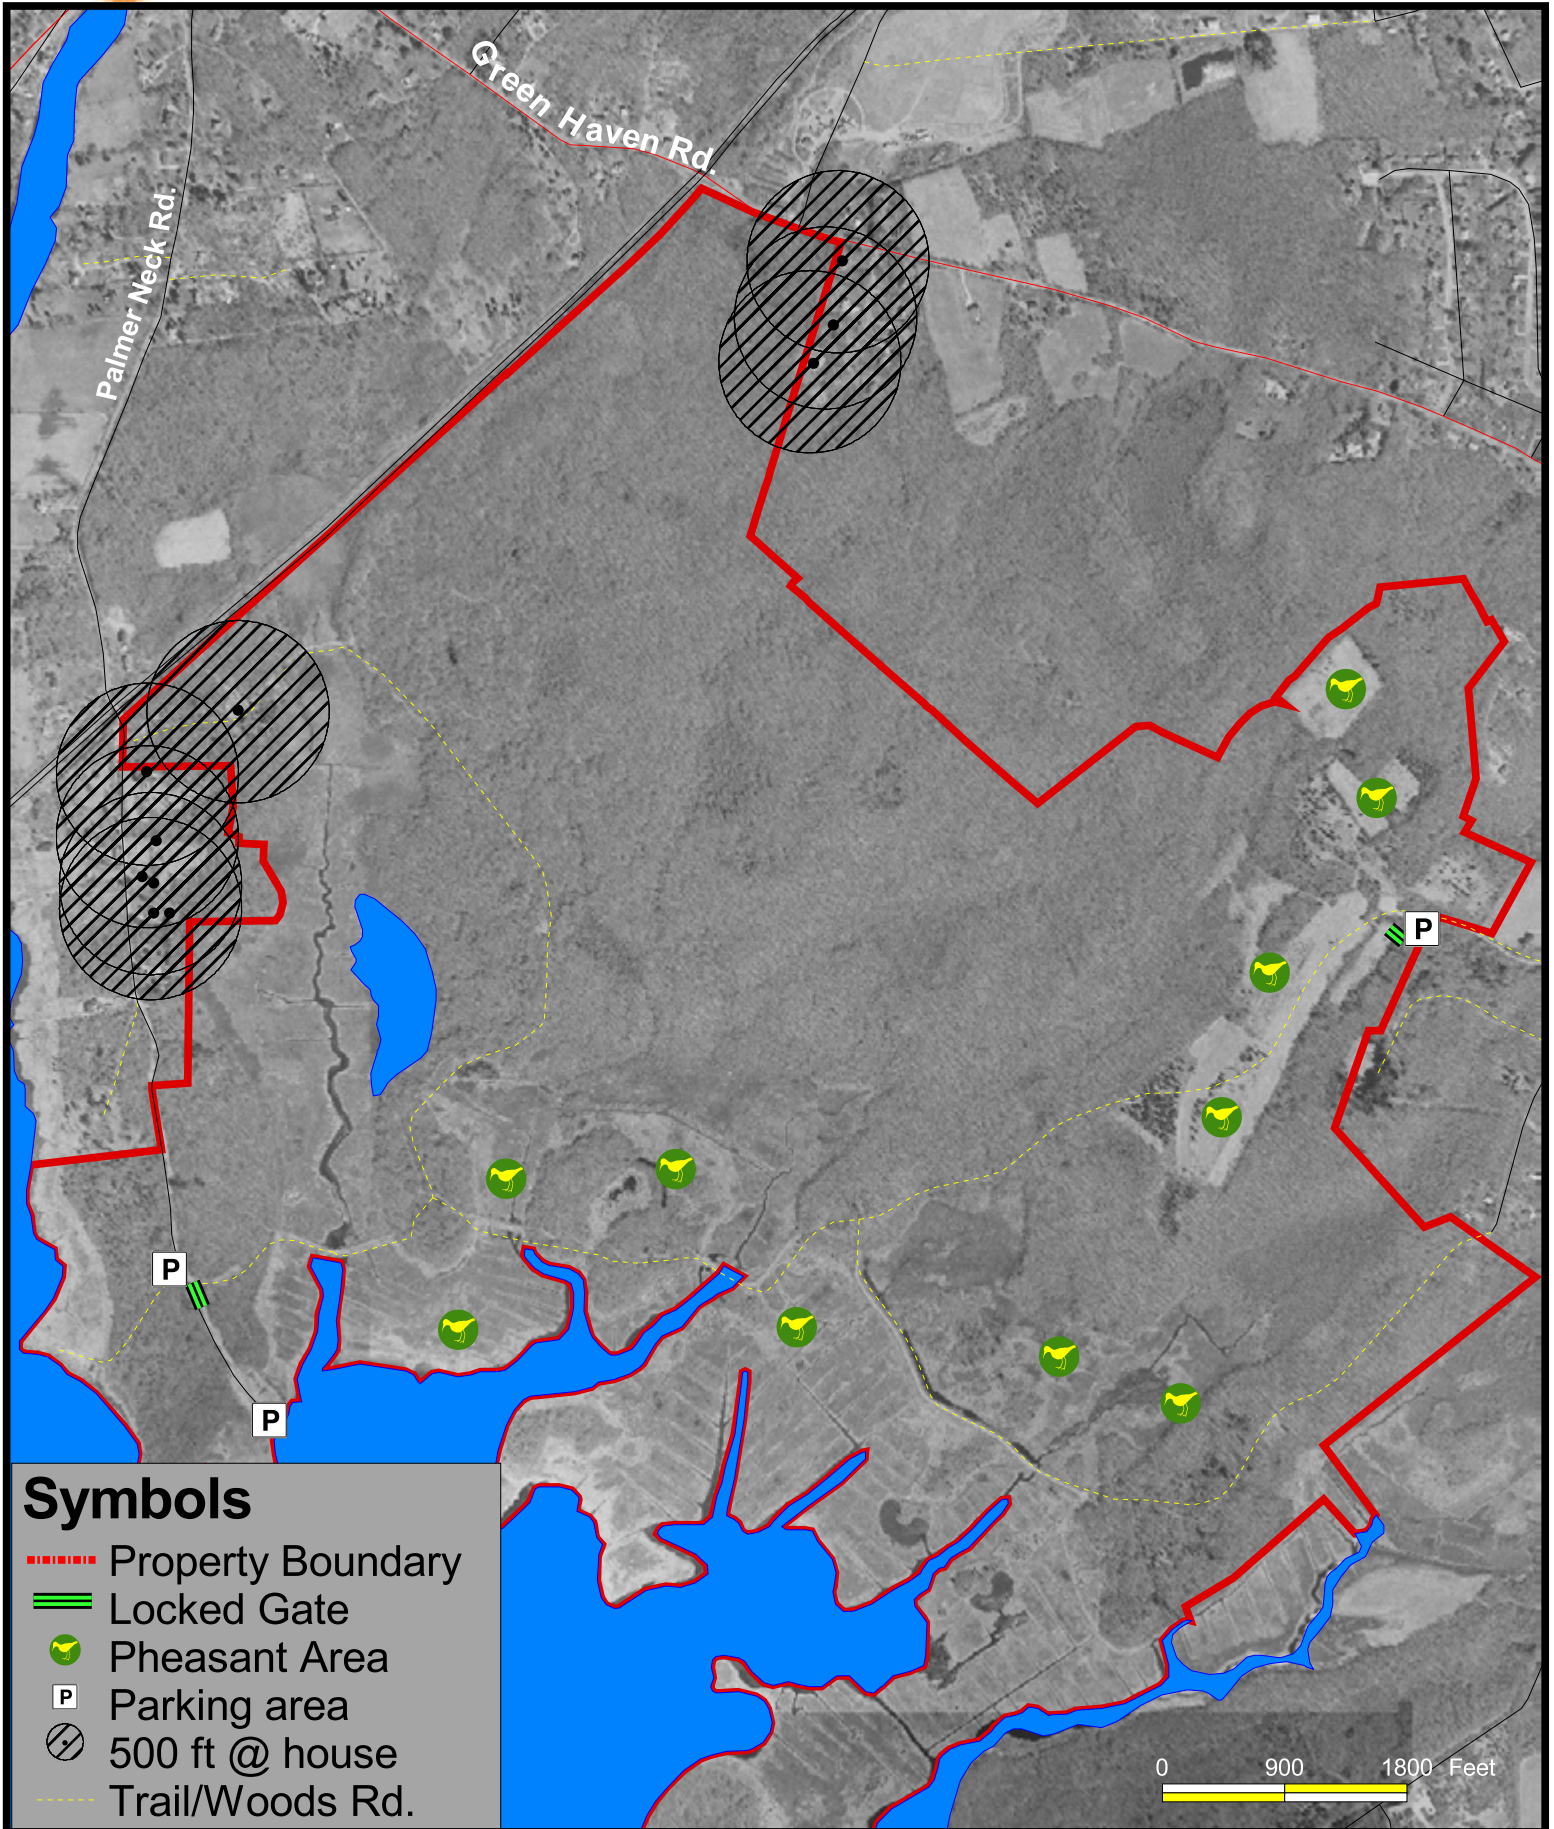 Green Haven Rd.
Palmer Neck Rd.
P
P
P
Symbols
Property Boundary
Locked Gate
Pheasant Area
P Parking area
500 ft @ house
Trail/Woods Rd.
0 900 1800 Feet